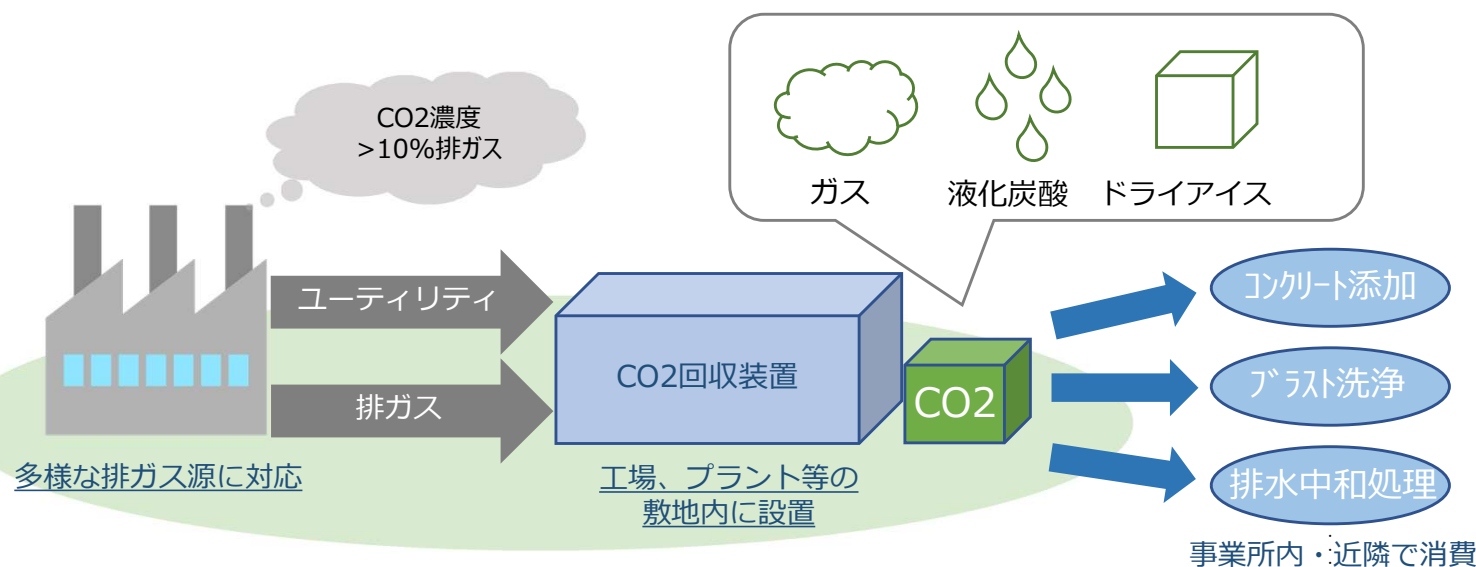 CO2濃度
>10%排ガス
ガス
液化炭酸
ドライアイス
ユーティリティ
排ガス
CO2回収装置
CO2
ｺﾝｸﾘｰﾄ添加
ﾌﾞﾗｽﾄ洗浄
排水中和処理
多様な排ガス源に対応
工場、プラント等の
敷地内に設置
事業所内・近隣で消費